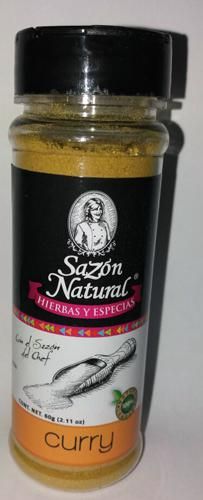 Sazón
Natural®
HIERBAS Y ESPECIAS
Con el Sazón
del Chef
CONT. NET. 60g (2.11 oz)
curry